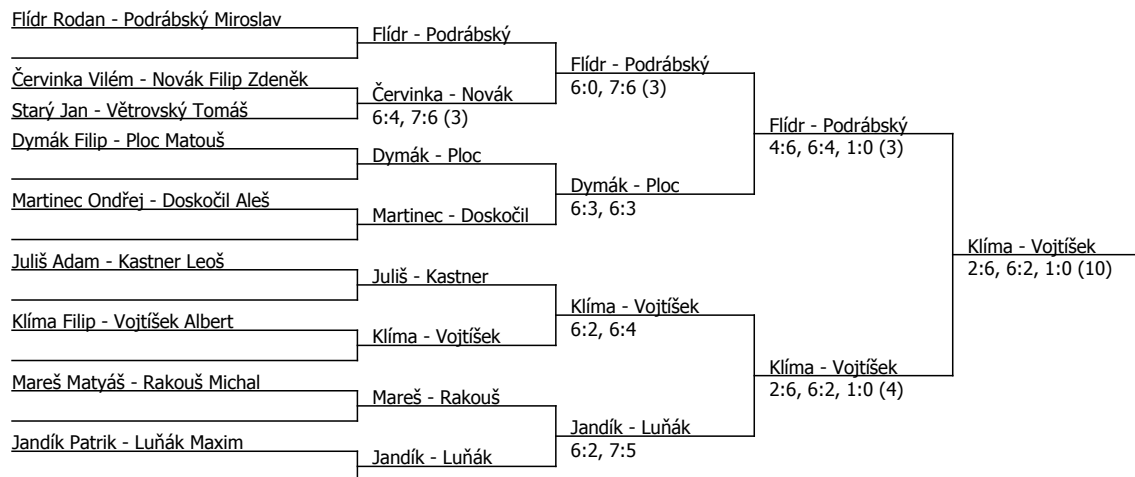 Flídr Rodan - Podrábský Miroslav
Flídr - Podrábský
Flídr - Podrábský
6:0, 7:6 (3)
Červinka Vilém - Novák Filip Zdeněk
Červinka - Novák
6:4, 7:6 (3)
Starý Jan - Větrovský Tomáš
Flídr - Podrábský
4:6, 6:4, 1:0 (3)
Dymák Filip - Ploc Matouš
Dymák - Ploc
Dymák - Ploc
6:3, 6:3
Martinec Ondřej - Doskočil Aleš
Martinec - Doskočil
Klíma - Vojtíšek
2:6, 6:2, 1:0 (10)
Juliš Adam - Kastner Leoš
Juliš - Kastner
Klíma - Vojtíšek
6:2, 6:4
Klíma Filip - Vojtíšek Albert
Klíma - Vojtíšek
Klíma - Vojtíšek
2:6, 6:2, 1:0 (4)
Mareš Matyáš - Rakouš Michal
Mareš - Rakouš
Jandík - Luňák
6:2, 7:5
Jandík Patrik - Luňák Maxim
Jandík - Luňák